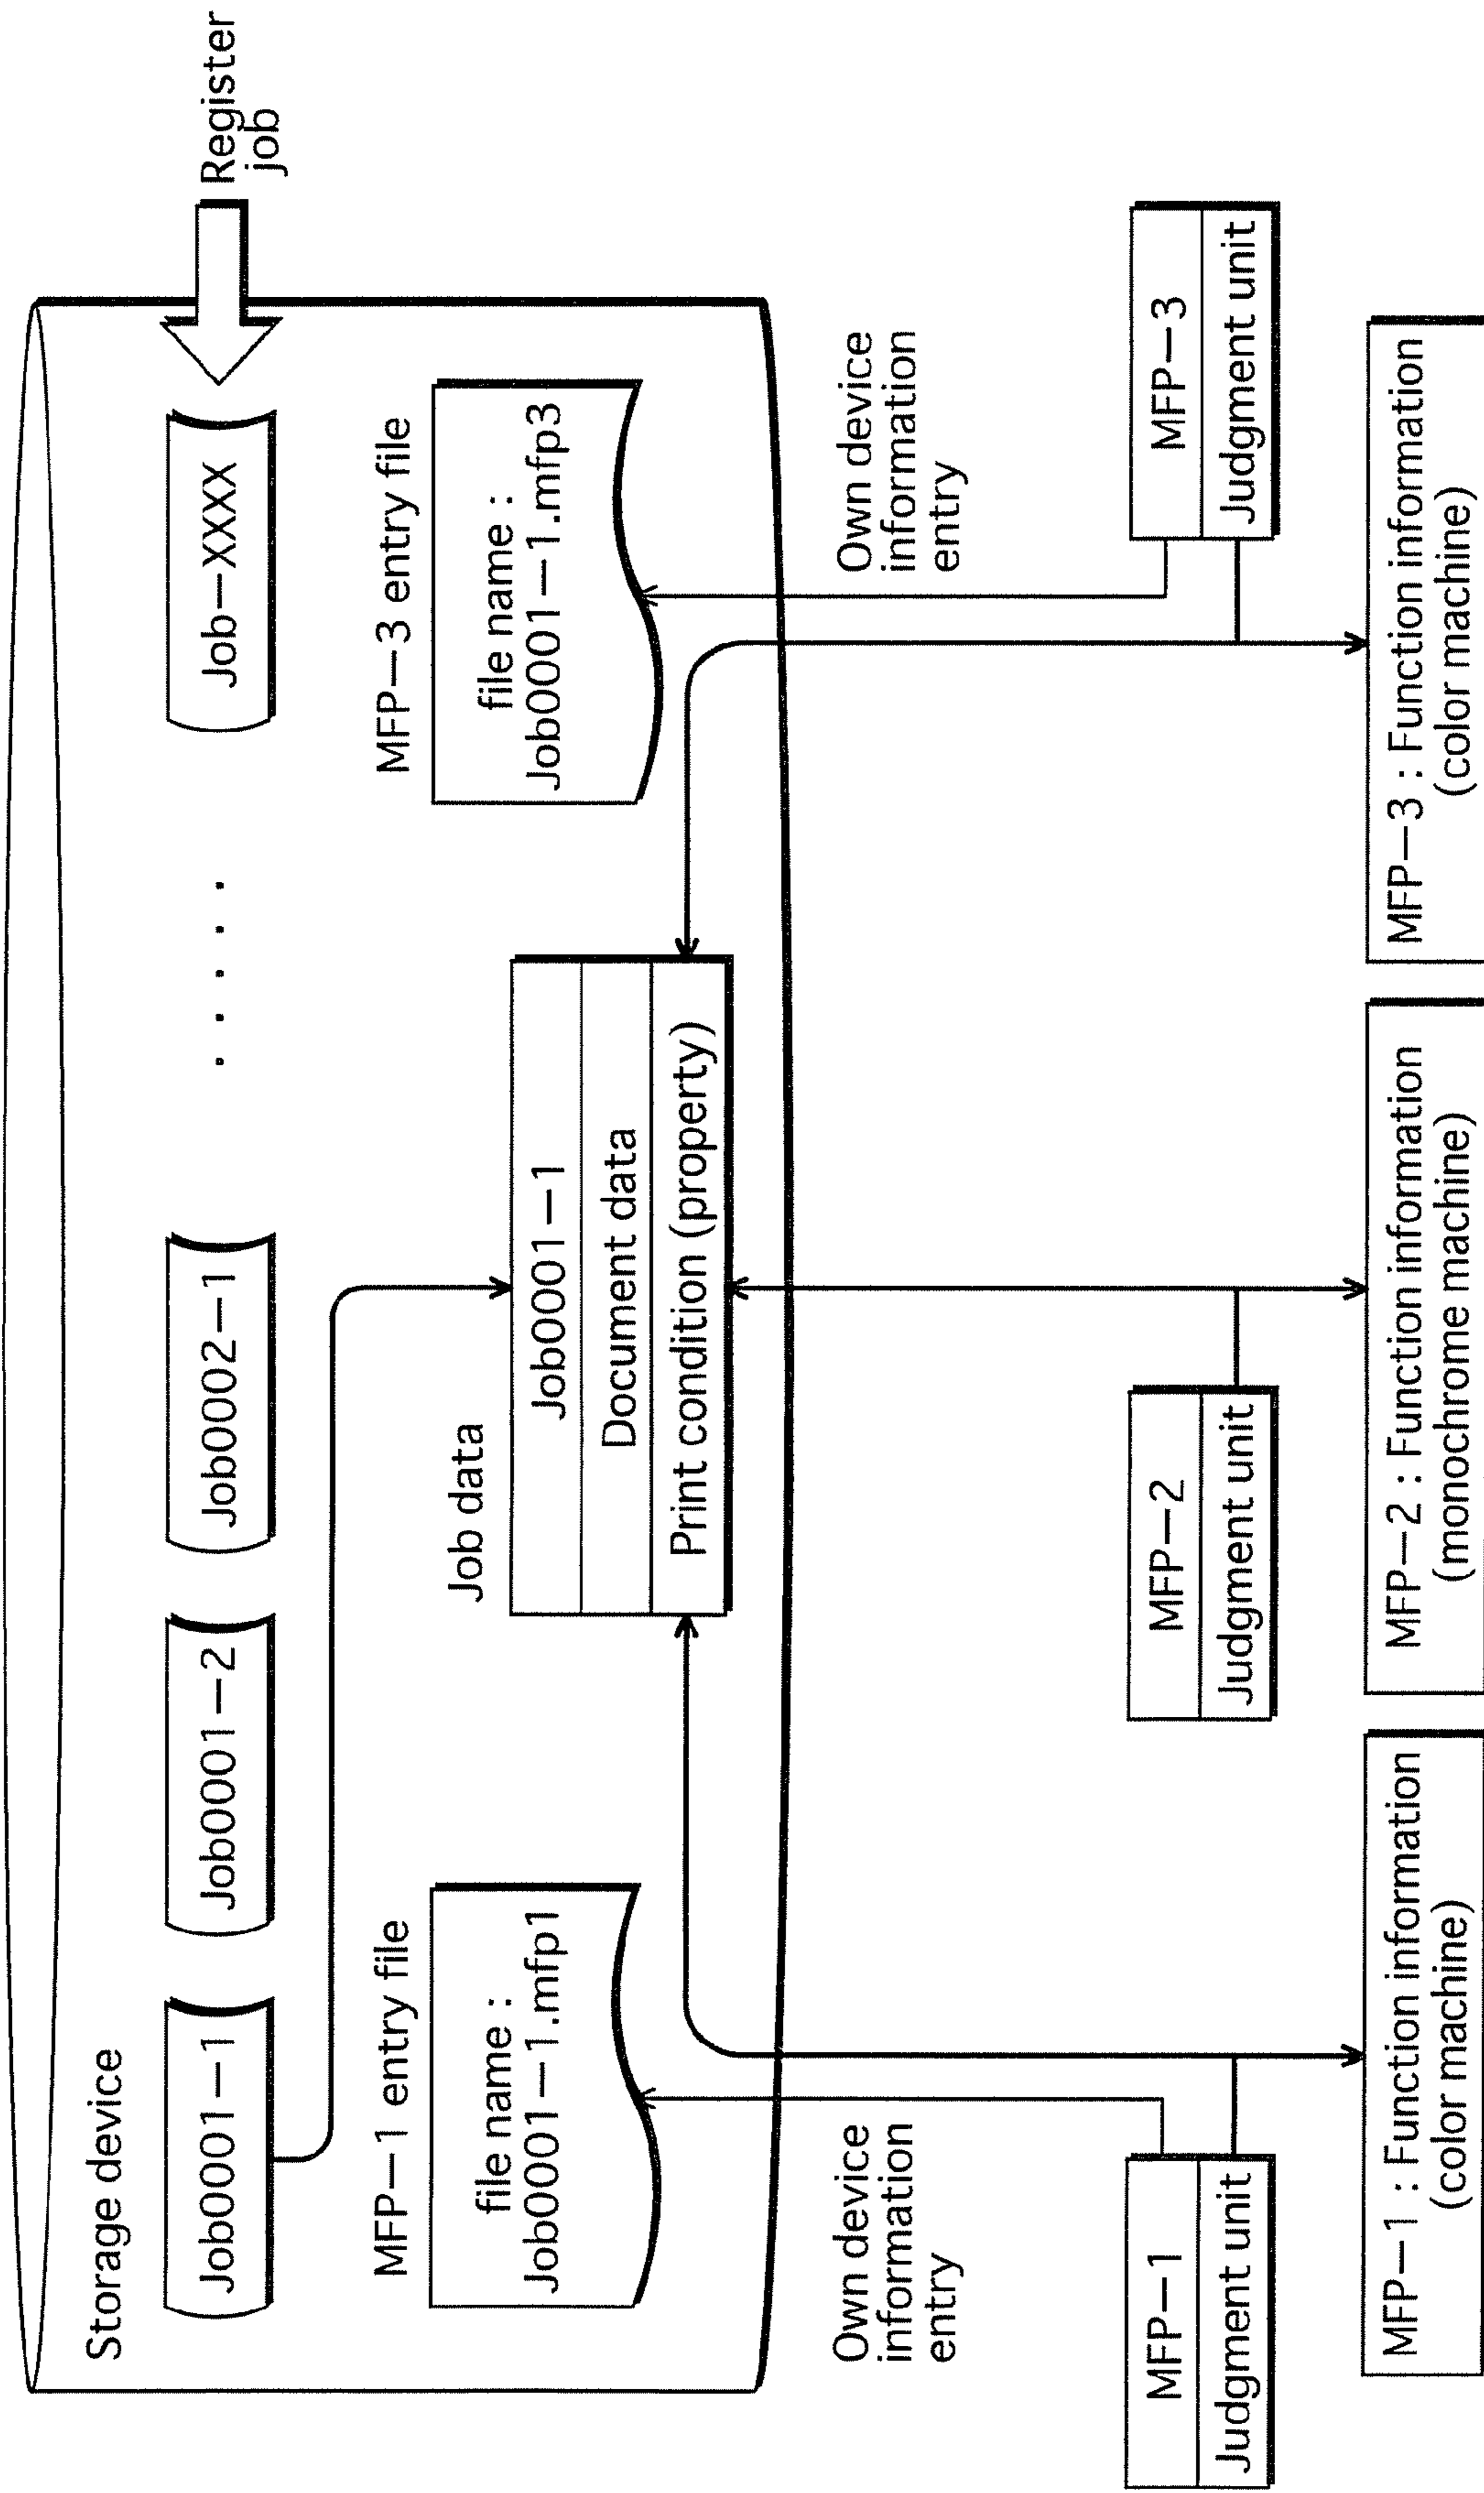 Storage device
Register
job
Job0001－1
Job0001－2
Job0002－1
· · · · ·
Job－XXXX
MFP－1 entry file
file name :
Job0001－1.mfp1
Job data
Job0001－1
Document data
Print condition (property)
MFP－3 entry file
file name :
Job0001－1.mfp3
Own device
information
entry
Own device
information
entry
MFP－1
Judgment unit
MFP－2
Judgment unit
MFP－3
Judgment unit
MFP－1 : Function information
(color machine)
MFP－2 : Function information
(monochrome machine)
MFP－3 : Function information
(color machine)